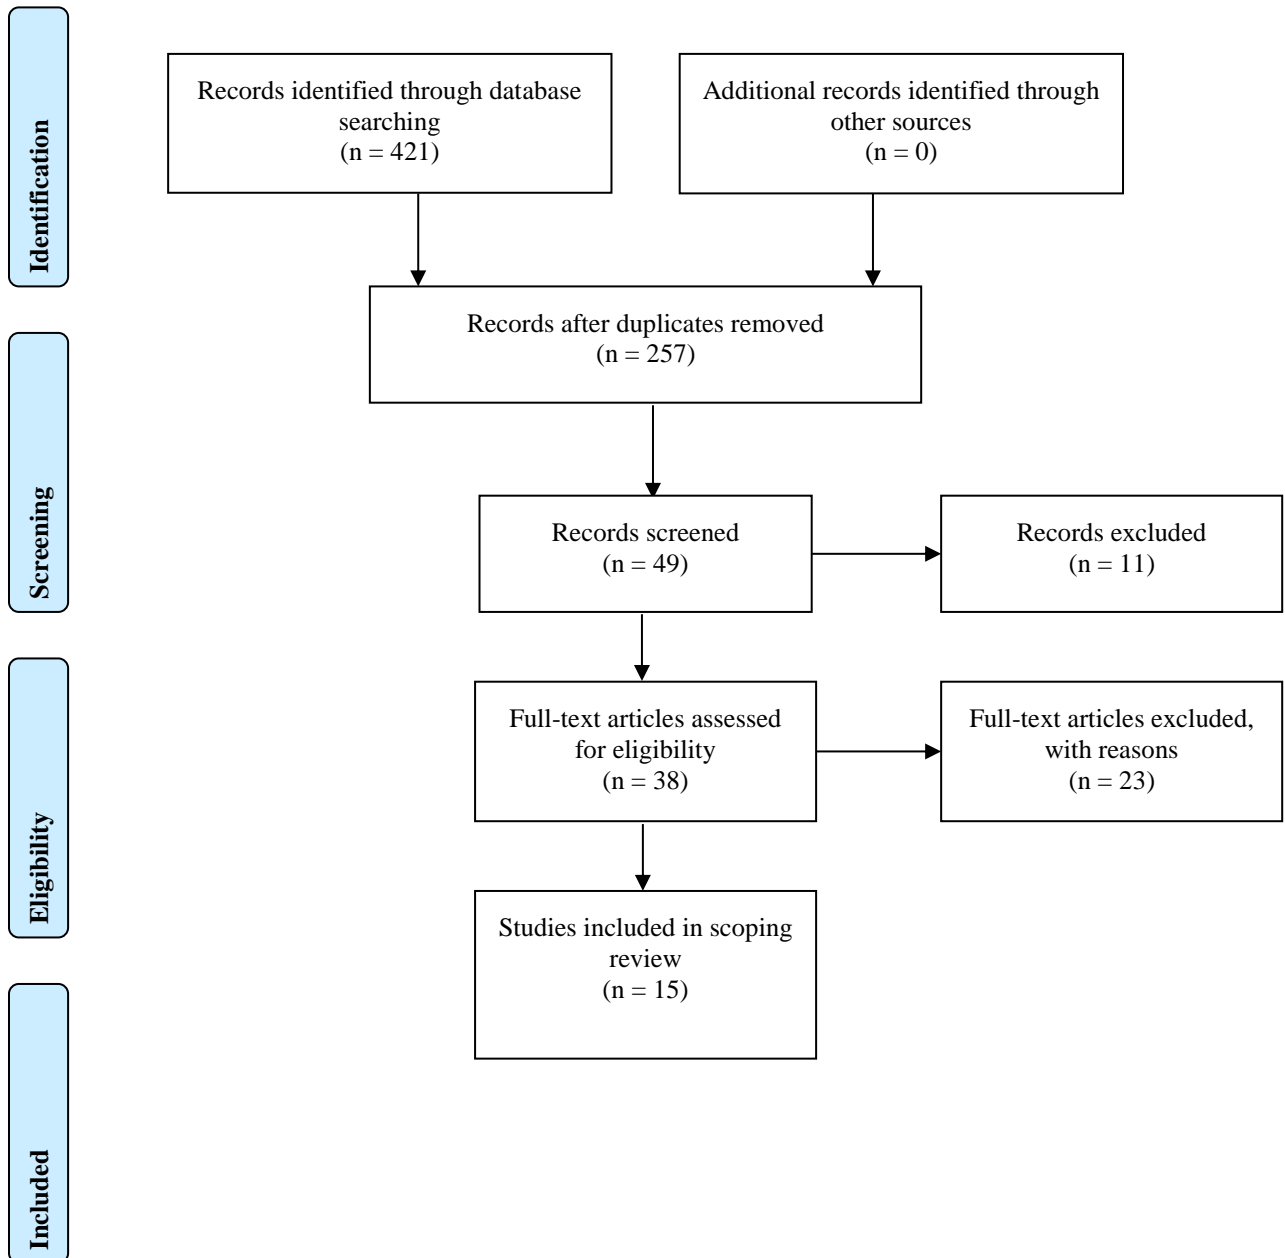 Identification
Records identified through database
searching
(n = 421)
Additional records identified through
other sources
(n = 0)
Records after duplicates removed
(n = 257)
Screening
Records screened
(n = 49)
Records excluded
(n = 11)
Eligibility
Full-text articles assessed
for eligibility
(n = 38)
Full-text articles excluded,
with reasons
(n = 23)
Included
Studies included in scoping
review
(n = 15)